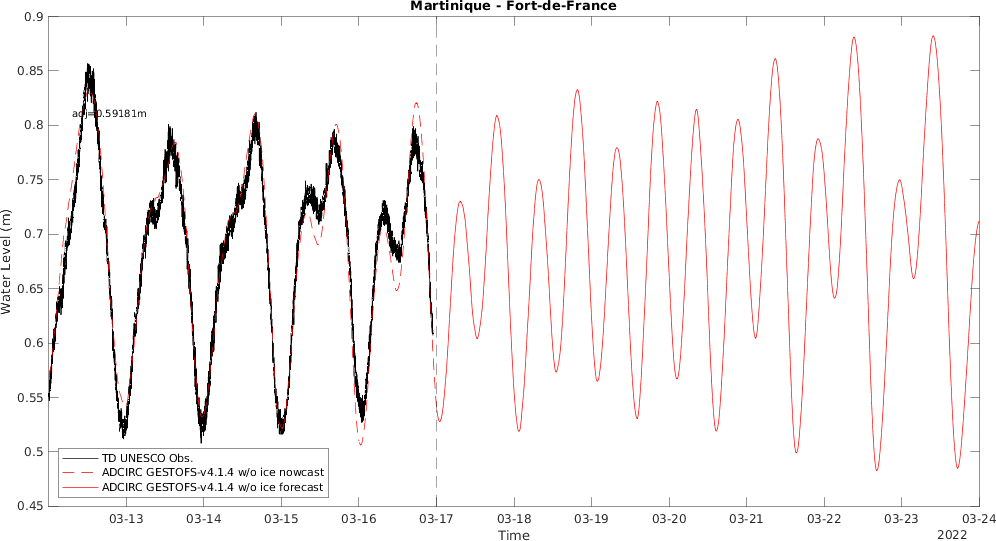 Martinique - Fort-de-France
0.9
0.85
0.8
0.75
0.7
0.65
0.6
0.55
0.5
0.45
Water Level (m)
adj=0.59181m
TD UNESCO Obs.
ADCIRC GESTOFS-v4.1.4 w/o ice nowcast
ADCIRC GESTOFS-v4.1.4 w/o ice forecast
03-13 03-14 03-15 03-16 03-17 03-18 03-19 03-20 03-21 03-22 03-23 03-24
Time
2022